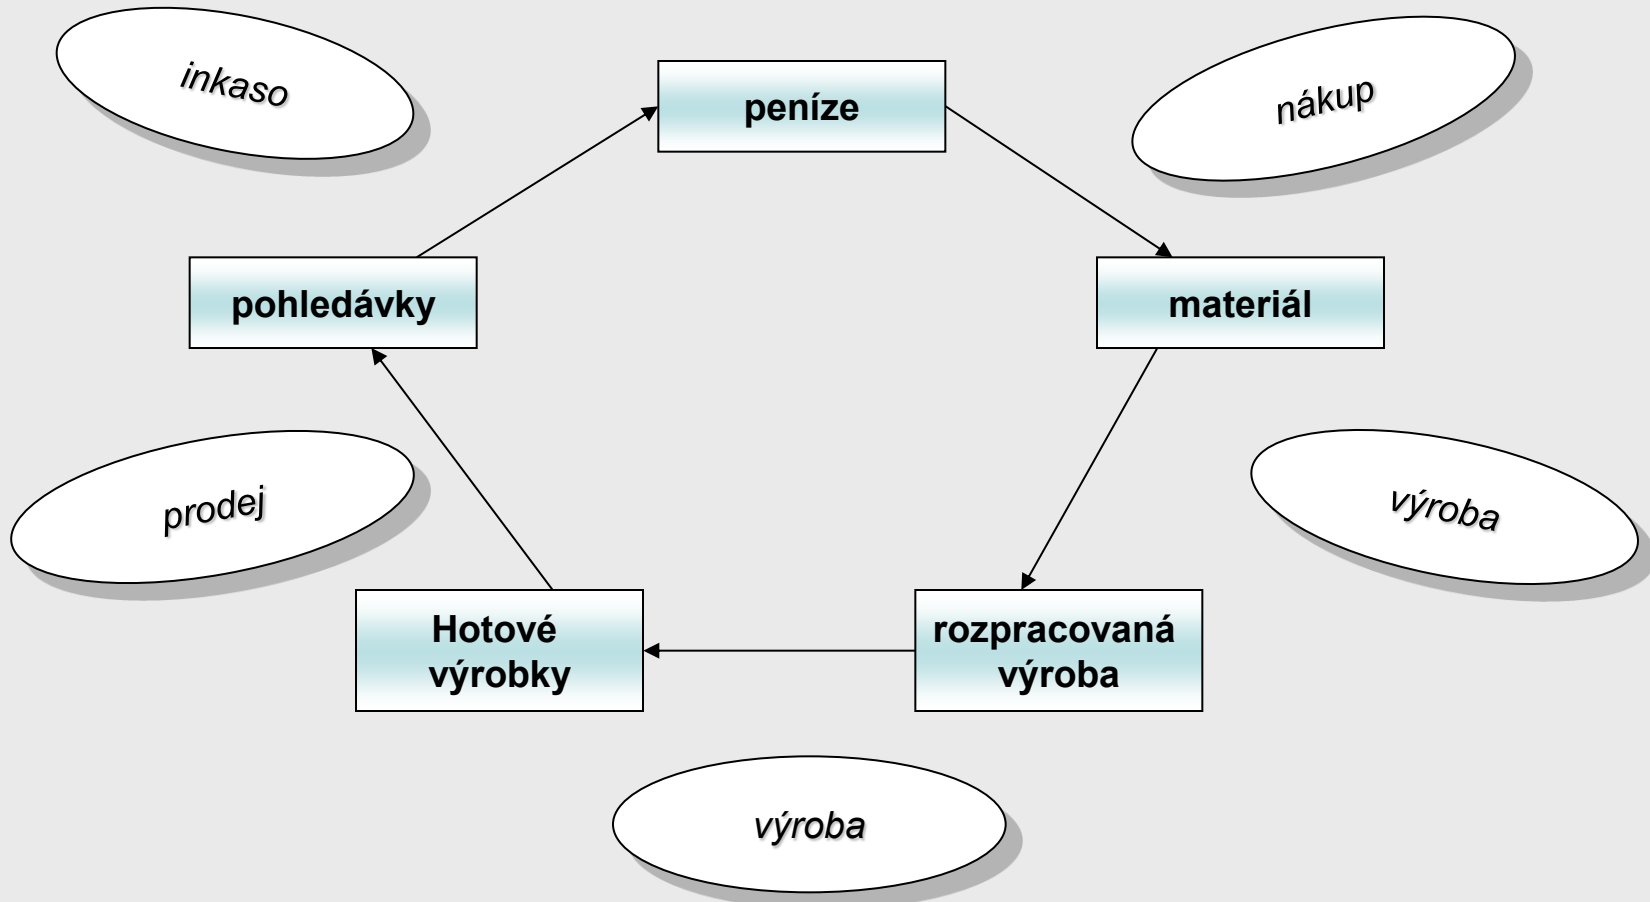 inkaso
peníze
nákup
pohledávky
materiál
prodej
výroba
Hotové
výrobky
rozpracovaná
výroba
výroba